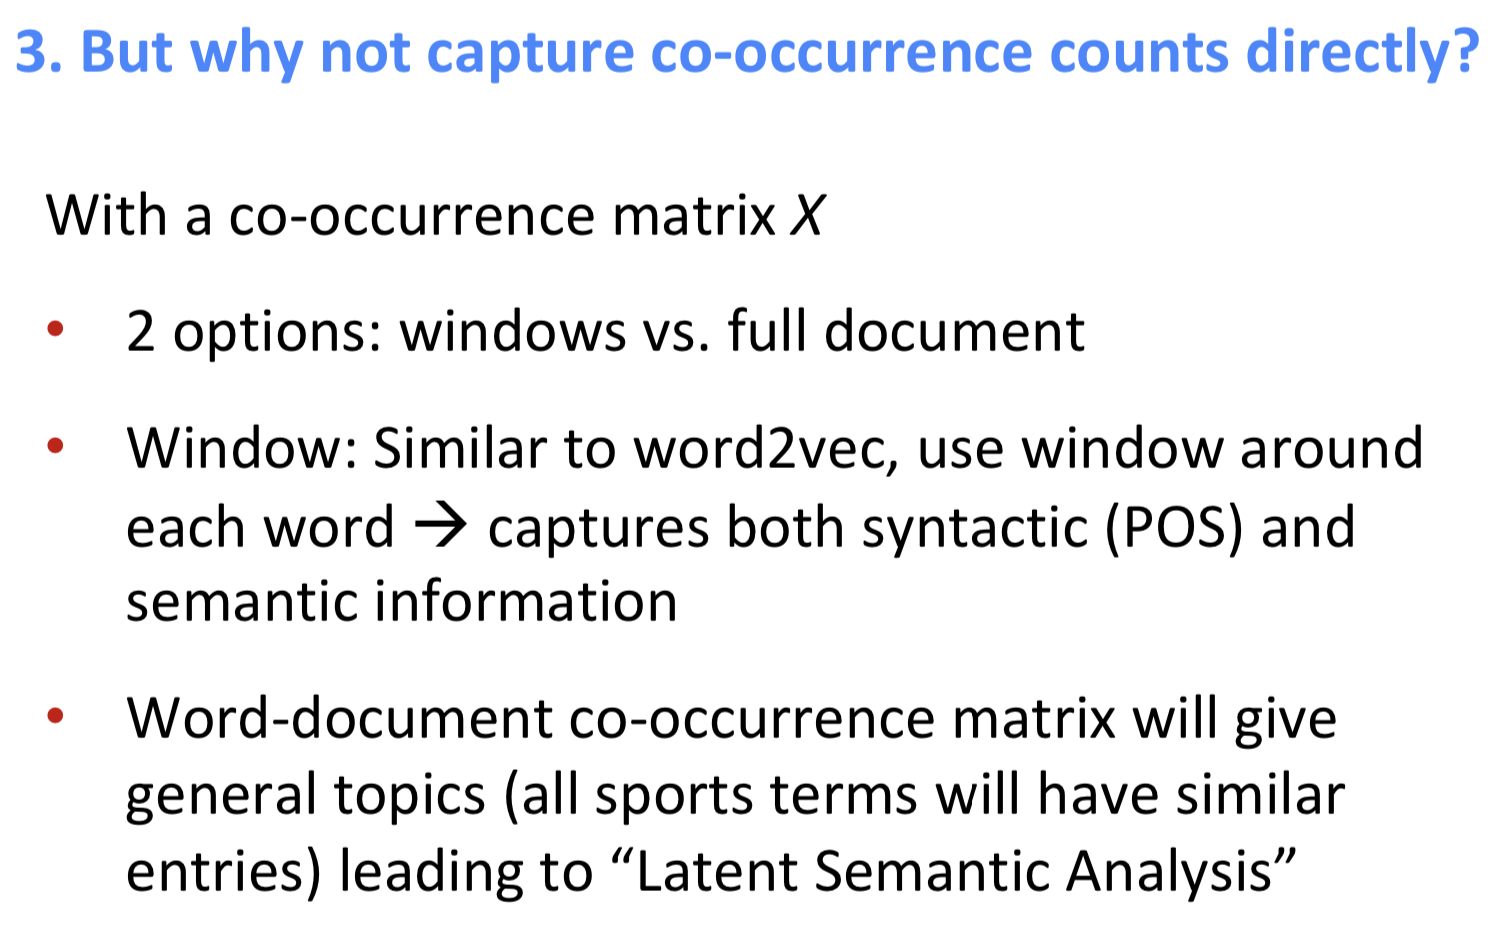 3. But why not capture co-occurrence counts directly?
With a co-occurrence matrix X
• 2 options: windows vs. full document
• Window: Similar to word2vec, use window around
each word → captures both syntactic (POS) and
semantic information
• Word-document co-occurrence matrix will give
general topics (all sports terms will have similar
entries) leading to “Latent Semantic Analysis”